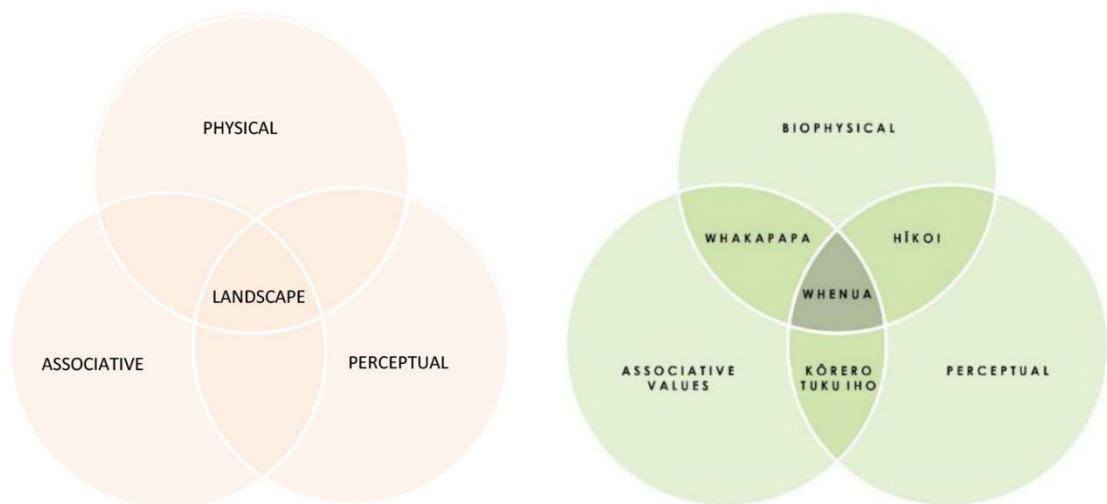 PHYSICAL
LANDSCAPE
ASSOCIATIVE
PERCEPTUAL
BIOPHYSICAL
WHAKAPAPA
HĪKOI
WHENUA
ASSOCIATIVE
VALUES
KŌRERO
TUKU IHO
PERCEPTUAL